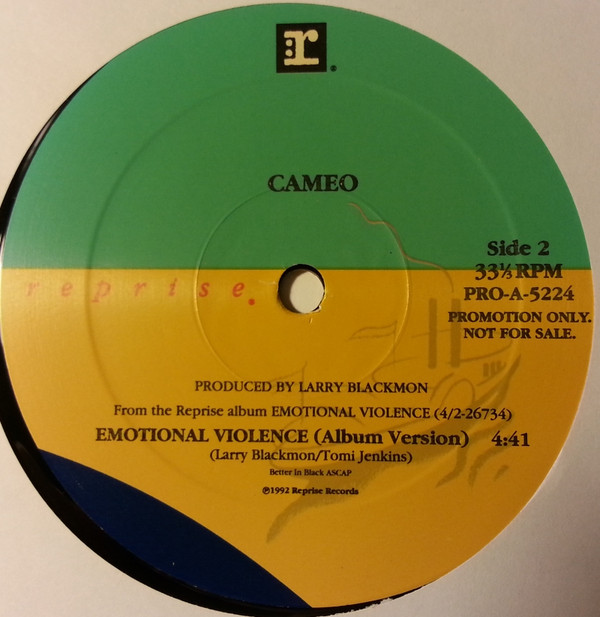 :r
®
CAMEO
Side 2
33⅓ RPM
reprise.
PRO-A-5224
PROMOTION ONLY.
NOT FOR SALE.
PRODUCED BY LARRY BLACKMON
From the Reprise album EMOTIONAL VIOLENCE (4/2-26734)
EMOTIONAL VIOLENCE (Album Version) 4:41
(Larry Blackmon/Tomi Jenkins)
Better In Black ASCAP
℗1992 Reprise Records